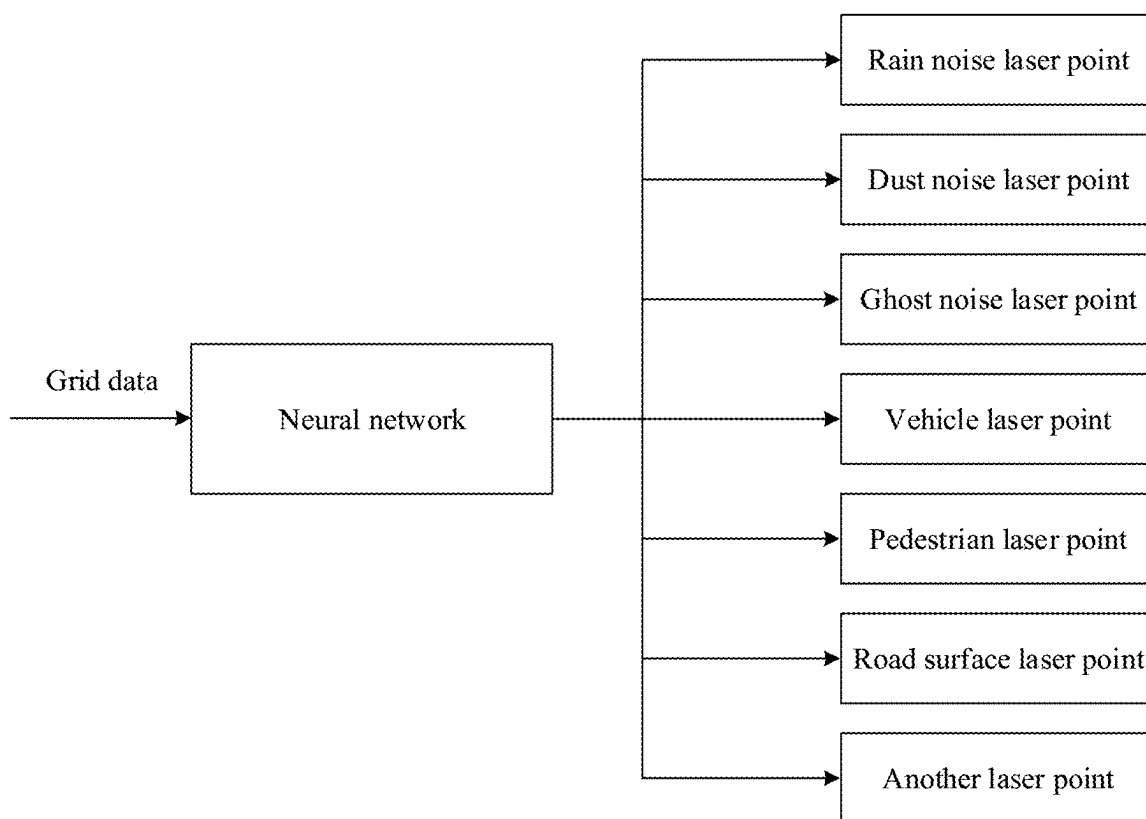 Rain noise laser point
Dust noise laser point
Ghost noise laser point
Grid data
Neural network
Vehicle laser point
Pedestrian laser point
Road surface laser point
Another laser point